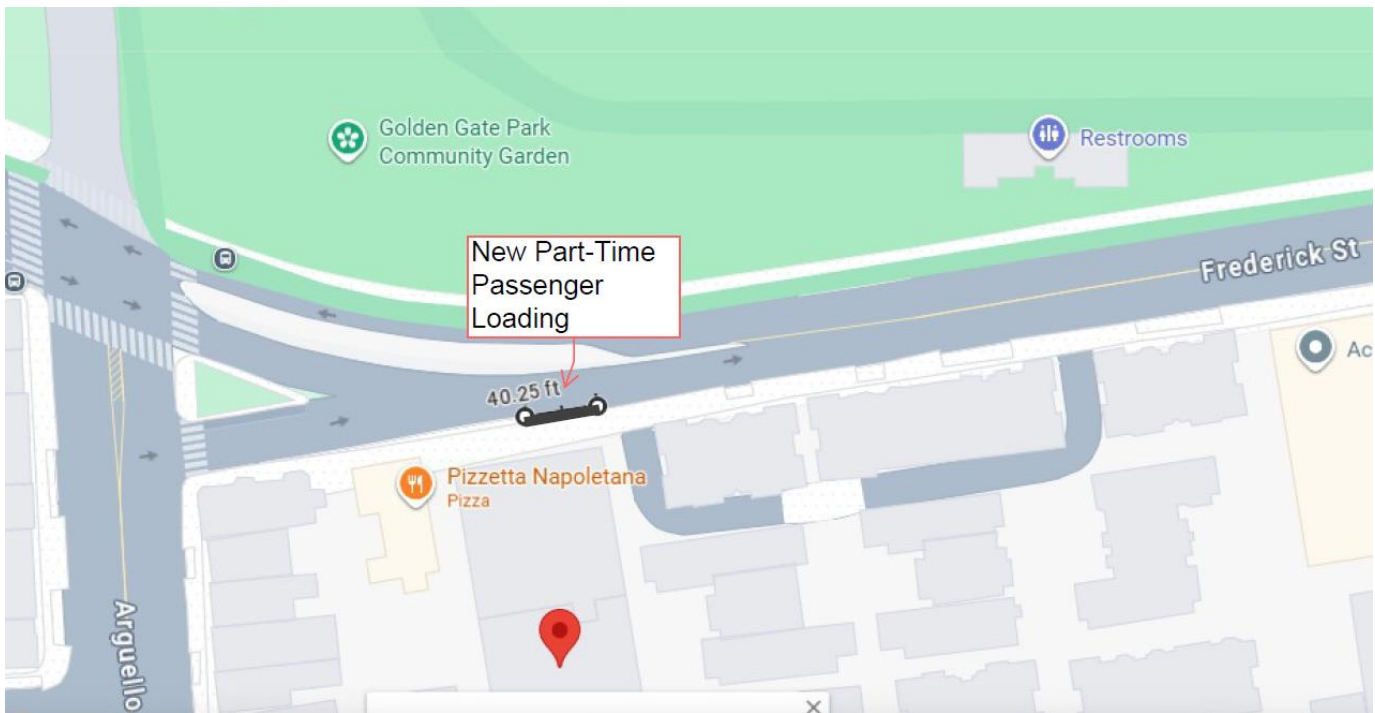 Golden Gate Park
Community Garden
Restrooms
New Part-Time
Passenger
Loading
Frederick St
40.25 ft
Ac
Pizzetta Napoletana
Pizza
Arguello